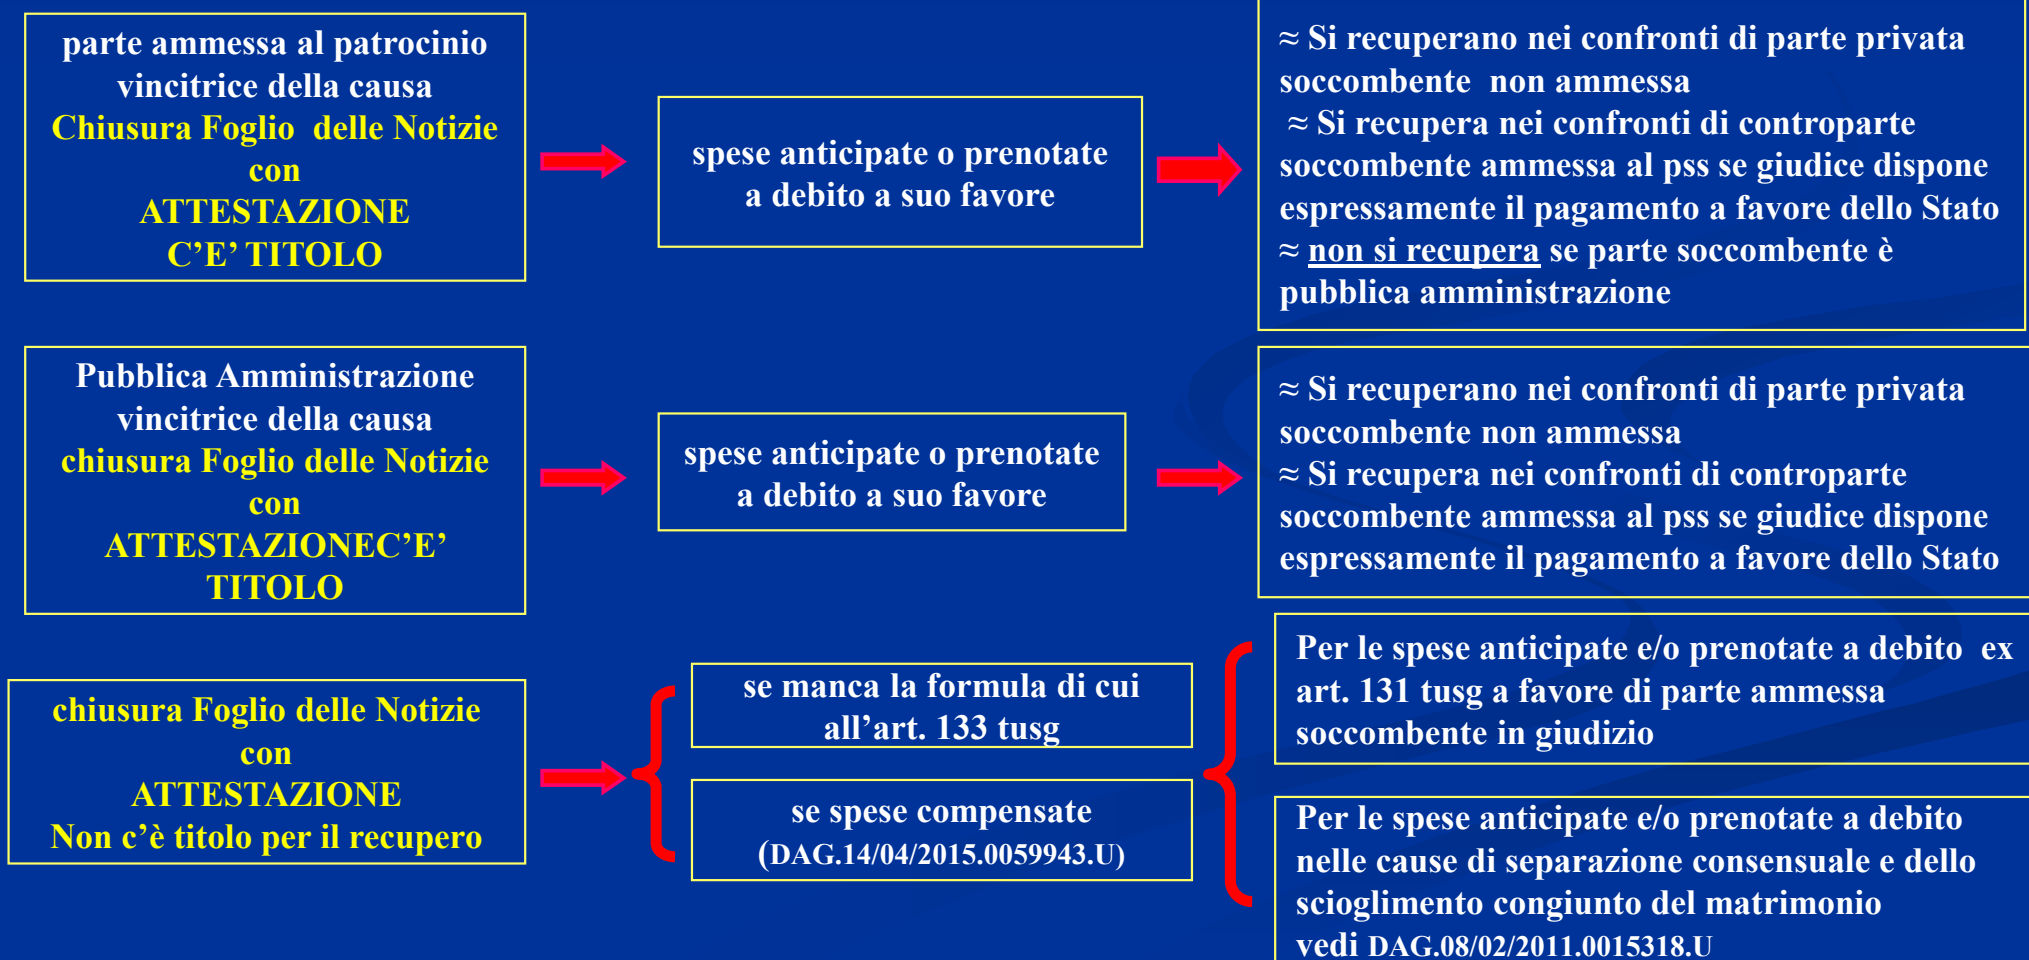 parte ammessa al patrocinio
vincitrice della causa
Chiusura Foglio delle Notizie
con
ATTESTAZIONE
C’E’ TITOLO
spese anticipate o prenotate
a debito a suo favore
≈ Si recuperano nei confronti di parte privata
soccombente non ammessa
≈ Si recupera nei confronti di controparte
soccombente ammessa al pss se giudice dispone
espressamente il pagamento a favore dello Stato
≈ non si recupera se parte soccombente è
pubblica amministrazione
Pubblica Amministrazione
vincitrice della causa
chiusura Foglio delle Notizie
con
ATTESTAZIONEC’E’
TITOLO
spese anticipate o prenotate
a debito a suo favore
≈ Si recuperano nei confronti di parte privata
soccombente non ammessa
≈ Si recupera nei confronti di controparte
soccombente ammessa al pss se giudice dispone
espressamente il pagamento a favore dello Stato
chiusura Foglio delle Notizie
con
ATTESTAZIONE
Non c’è titolo per il recupero
se manca la formula di cui
all’art. 133 tusg
se spese compensate
(DAG.14/04/2015.0059943.U)
Per le spese anticipate e/o prenotate a debito ex
art. 131 tusg a favore di parte ammessa
soccombente in giudizio
Per le spese anticipate e/o prenotate a debito
nelle cause di separazione consensuale e dello
scioglimento congiunto del matrimonio
vedi DAG.08/02/2011.0015318.U